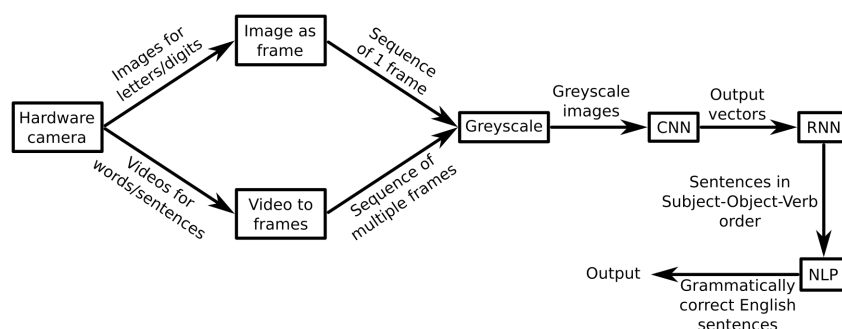 Hardware
camera
Images for
letters/digits
Image as
frame
Sequence
of 1 frame
Videos for
words/sentences
Video to
frames
Sequence of
multiple frames
Greyscale
Greyscale
images
CNN
Output
vectors
RNN
Sentences in
Subject-Object-Verb
order
NLP
Grammatically
correct English
sentences
Output